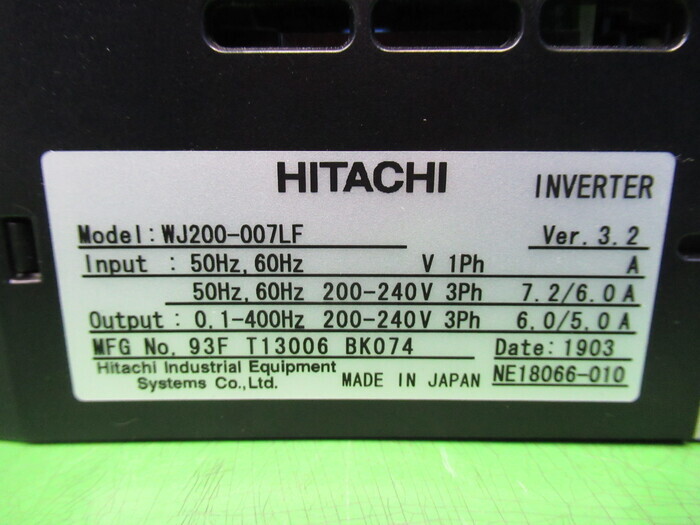 HITACHI INVERTER
Model: WJ200-007LF Ver. 3.2
Input : 50Hz, 60Hz V 1Ph A
50Hz, 60Hz 200-240V 3Ph 7.2/6.0 A
Output : 0.1-400Hz 200-240V 3Ph 6.0/5.0 A
MFG No. 93F T13006 BK074 Date: 1903
Hitachi Industrial Equipment
Systems Co., Ltd. MADE IN JAPAN NE18066-010